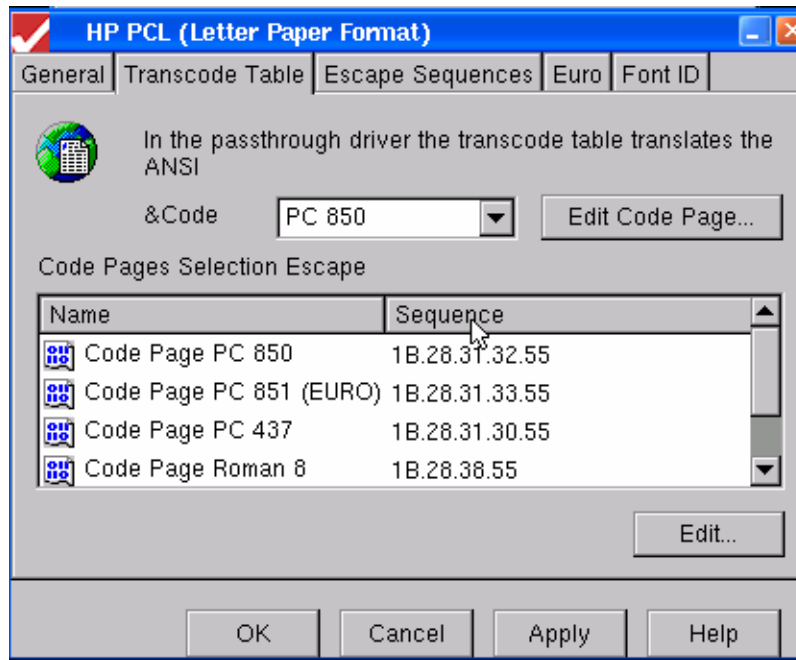 HP PCL (Letter Paper Format)
General Transcode Table Escape Sequences Euro Font ID
In the passthrough driver the transcode table translates the
ANSI
&Code PC 850 Edit Code Page...
Code Pages Selection Escape
Name Sequence
Code Page PC 850 1B.28.31.32.55
Code Page PC 851 (EURO) 1B.28.31.33.55
Code Page PC 437 1B.28.31.30.55
Code Page Roman 8 1B.28.38.55
Edit...
OK Cancel Apply Help